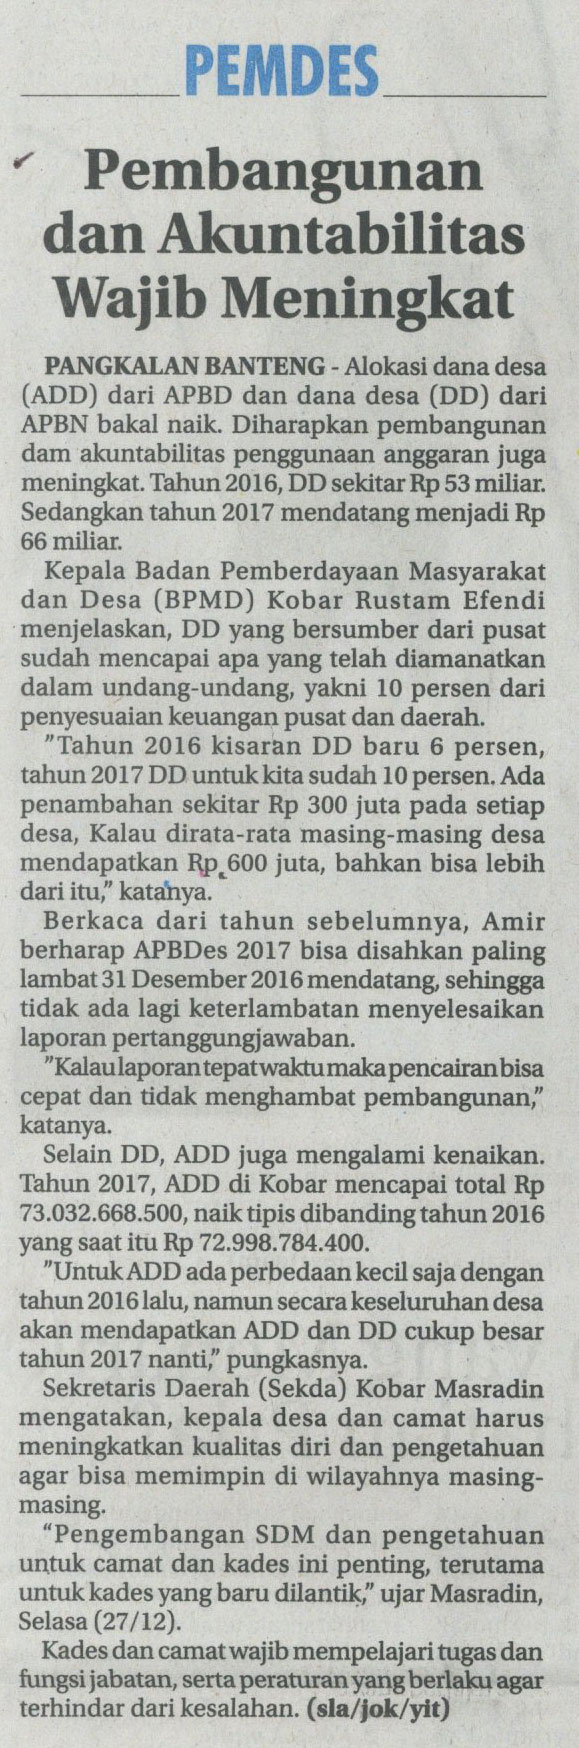 PEMDES
Pembangunan
dan Akuntabilitas
Wajib Meningkat
PANGKALAN BANTENG - Alokasi dana desa
(ADD) dari APBD dan dana desa (DD) dari
APBN bakal naik. Diharapkan pembangunan
dam akuntabilitas penggunaan anggaran juga
meningkat. Tahun 2016, DD sekitar Rp 53 miliar.
Sedangkan tahun 2017 mendatang menjadi Rp
66 miliar.
Kepala Badan Pemberdayaan Masyarakat
dan Desa (BPMD) Kobar Rustam Efendi
menjelaskan, DD yang bersumber dari pusat
sudah mencapai apa yang telah diamanatkan
dalam undang-undang, yakni 10 persen dari
penyesuaian keuangan pusat dan daerah.
"Tahun 2016 kisaran DD baru 6 persen,
tahun 2017 DD untuk kita sudah 10 persen. Ada
penambahan sekitar Rp 300 juta pada setiap
desa, Kalau dirata-rata masing-masing desa
mendapatkan Rp 600 juta, bahkan bisa lebih
dari itu," katanya.
Berkaca dari tahun sebelumnya, Amir
berharap APBDes 2017 bisa disahkan paling
lambat 31 Desember 2016 mendatang, sehingga
tidak ada lagi keterlambatan menyelesaikan
laporan pertanggungjawaban.
"Kalau laporan tepat waktu maka pencairan bisa
cepat dan tidak menghambat pembangunan,"
katanya.
Selain DD, ADD juga mengalami kenaikan.
Tahun 2017, ADD di Kobar mencapai total Rp
73.032.668.500, naik tipis dibanding tahun 2016
yang saat itu Rp 72.998.784.400.
"Untuk ADD ada perbedaan kecil saja dengan
tahun 2016 lalu, namun secara keseluruhan desa
akan mendapatkan ADD dan DD cukup besar
tahun 2017 nanti," pungkasnya.
Sekretaris Daerah (Sekda) Kobar Masradin
mengatakan, kepala desa dan camat harus
meningkatkan kualitas diri dan pengetahuan
agar bisa memimpin di wilayahnya masing-
masing.
"Pengembangan SDM dan pengetahuan
untuk camat dan kades ini penting, terutama
untuk kades yang baru dilantik," ujar Masradin,
Selasa (27/12).
Kades dan camat wajib mempelajari tugas dan
fungsi jabatan, serta peraturan yang berlaku agar
terhindar dari kesalahan. (sla/jok/yit)